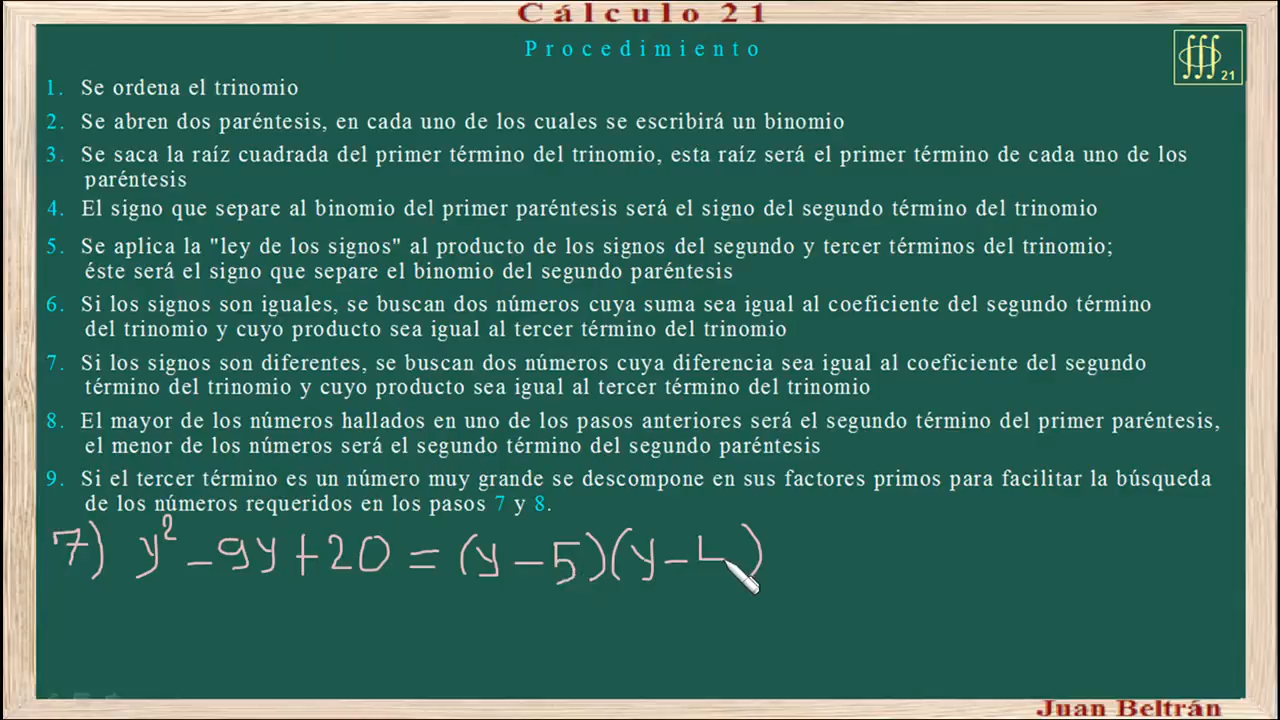 Cálculo 21
Procedimiento
21
1. Se ordena el trinomio
2. Se abren dos paréntesis, en cada uno de los cuales se escribirá un binomio
3. Se saca la raíz cuadrada del primer término del trinomio, esta raíz será el primer término de cada uno de los
paréntesis
4. El signo que separe al binomio del primer paréntesis será el signo del segundo término del trinomio
5. Se aplica la "ley de los signos" al producto de los signos del segundo y tercer términos del trinomio;
éste será el signo que separe el binomio del segundo paréntesis
6. Si los signos son iguales, se buscan dos números cuya suma sea igual al coeficiente del segundo término
del trinomio y cuyo producto sea igual al tercer término del trinomio
7. Si los signos son diferentes, se buscan dos números cuya diferencia sea igual al coeficiente del segundo
término del trinomio y cuyo producto sea igual al tercer término del trinomio
8. El mayor de los números hallados en uno de los pasos anteriores será el segundo término del primer paréntesis,
el menor de los números será el segundo término del segundo paréntesis
9. Si el tercer término es un número muy grande se descompone en sus factores primos para facilitar la búsqueda
de los números requeridos en los pasos 7 y 8.
7) y² - 9y + 20 = (y - 5)(y - 4)
Juan Beltrán